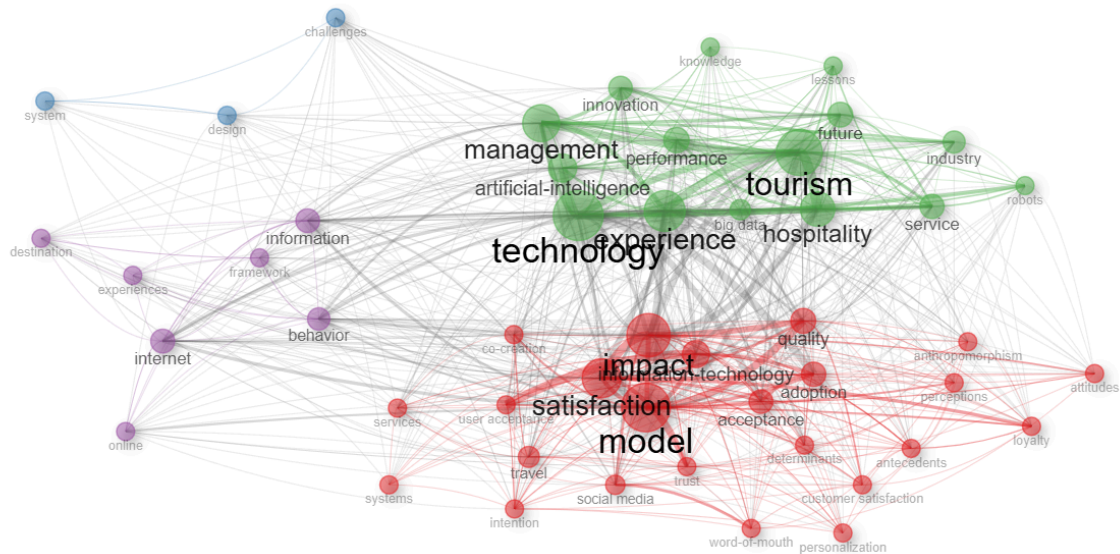 challenges
knowledge
lessons
system
design
innovation
future
management
performance
industry
artificial-intelligence
tourism
robots
information
technology
experience
big data
hospitality
service
destination
framework
experiences
internet
behavior
co-creation
quality
anthropomorphism
impact
information-technology
adoption
perceptions
attitudes
services
user acceptance
satisfaction
acceptance
loyalty
online
model
travel
trust
determinants
antecedents
systems
social media
customer satisfaction
intention
word-of-mouth
personalization